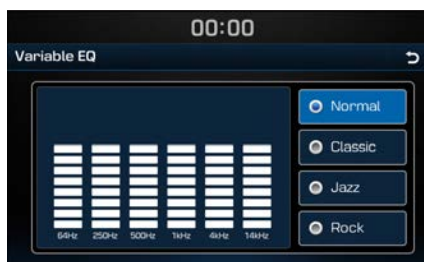 00:00
Variable EQ
Normal
Classic
Jazz
Rock
64Hz 250Hz 500Hz 1kHz 4kHz 14kHz